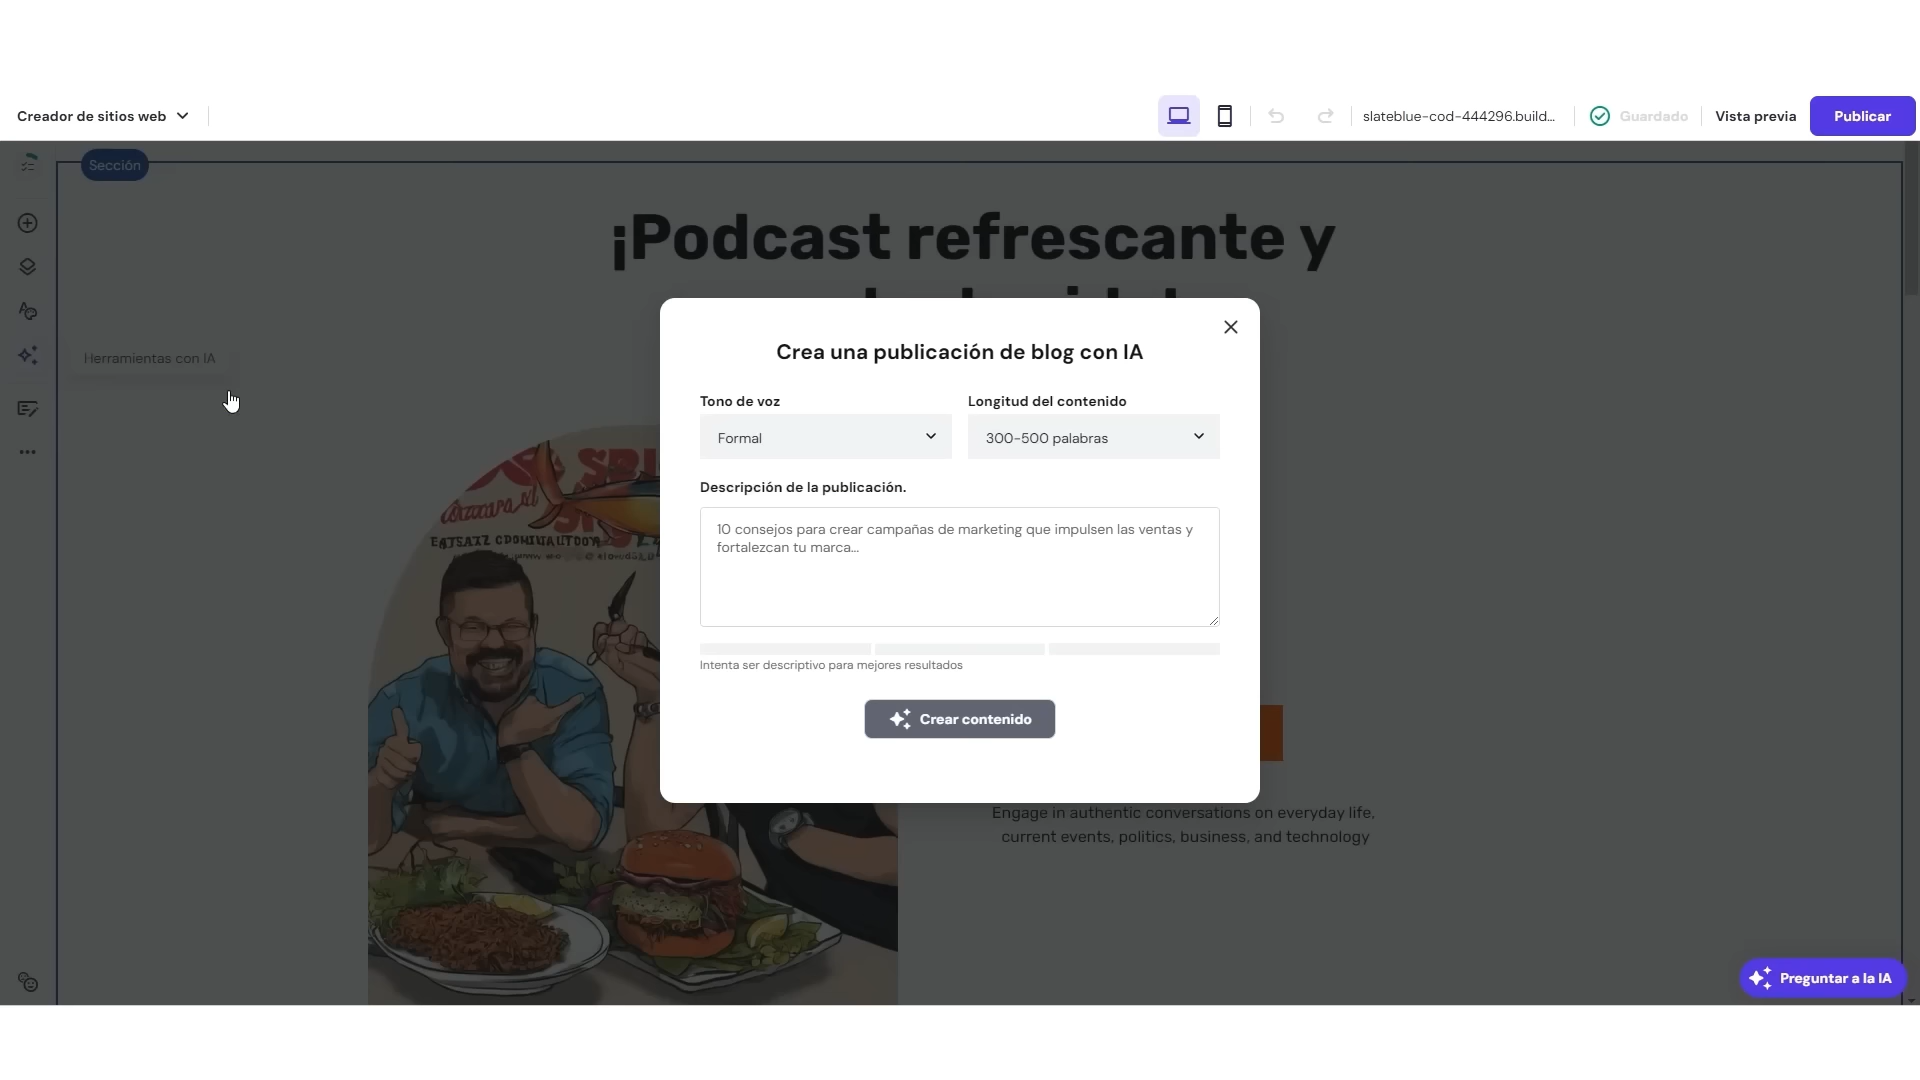 Creador de sitios web
slateblue-cod-444296.build...
Guardado
Vista previa
Publicar
Sección
¡Podcast refrescante y
Herramientas con IA
Crea una publicación de blog con IA
Tono de voz
Longitud del contenido
Formal
300-500 palabras
Descripción de la publicación.
10 consejos para crear campañas de marketing que impulsen las ventas y
fortalezcan tu marca...
Intenta ser descriptivo para mejores resultados
Crear contenido
Engage in authentic conversations on everyday life,
current events, politics, business, and technology
Preguntar a la IA